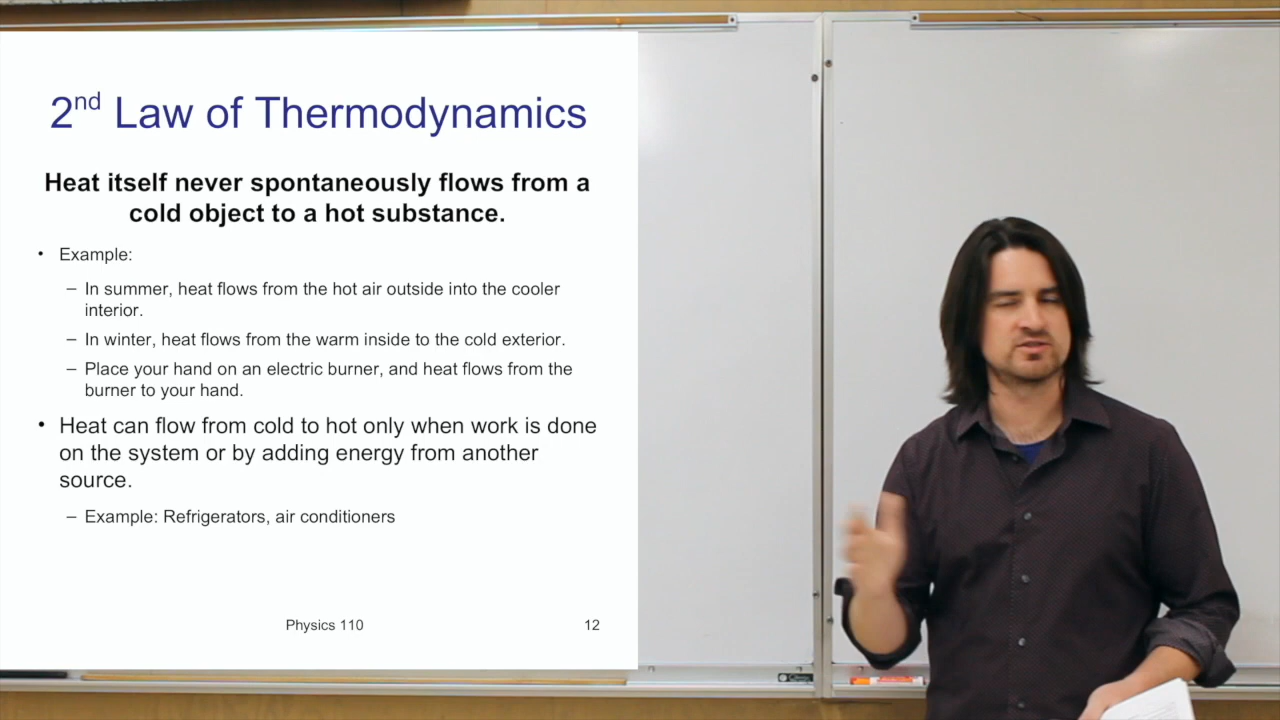 2nd Law of Thermodynamics
Heat itself never spontaneously flows from a
cold object to a hot substance.
• Example:
– In summer, heat flows from the hot air outside into the cooler
interior.
– In winter, heat flows from the warm inside to the cold exterior.
– Place your hand on an electric burner, and heat flows from the
burner to your hand.
• Heat can flow from cold to hot only when work is done
on the system or by adding energy from another
source.
– Example: Refrigerators, air conditioners
Physics 110 12